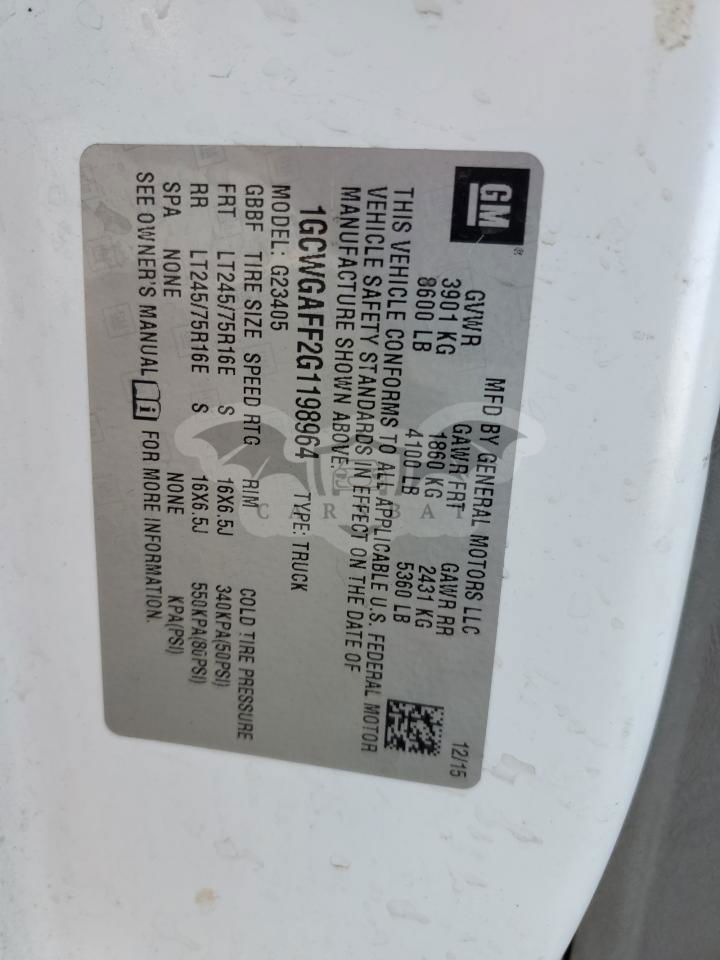 GM
MFD BY GENERAL MOTORS LLC 12/15
GVWR GAWR FRT GAWR RR
3901 KG 1860 KG 2431 KG
8600 LB 4100 LB 5360 LB
THIS VEHICLE CONFORMS TO ALL APPLICABLE U.S. FEDERAL MOTOR
VEHICLE SAFETY STANDARDS IN EFFECT ON THE DATE OF
MANUFACTURE SHOWN ABOVE.
1GCWGAFF2G1198964 TYPE: TRUCK
MODEL: G23405
GBBF TIRE SIZE SPEED RTG RIM COLD TIRE PRESSURE
FRT LT245/75R16E S 16X6.5J 340KPA(50PSI)
RR LT245/75R16E S 16X6.5J 550KPA(80PSI)
SPA NONE NONE KPA(PSI)
SEE OWNER'S MANUAL FOR MORE INFORMATION.